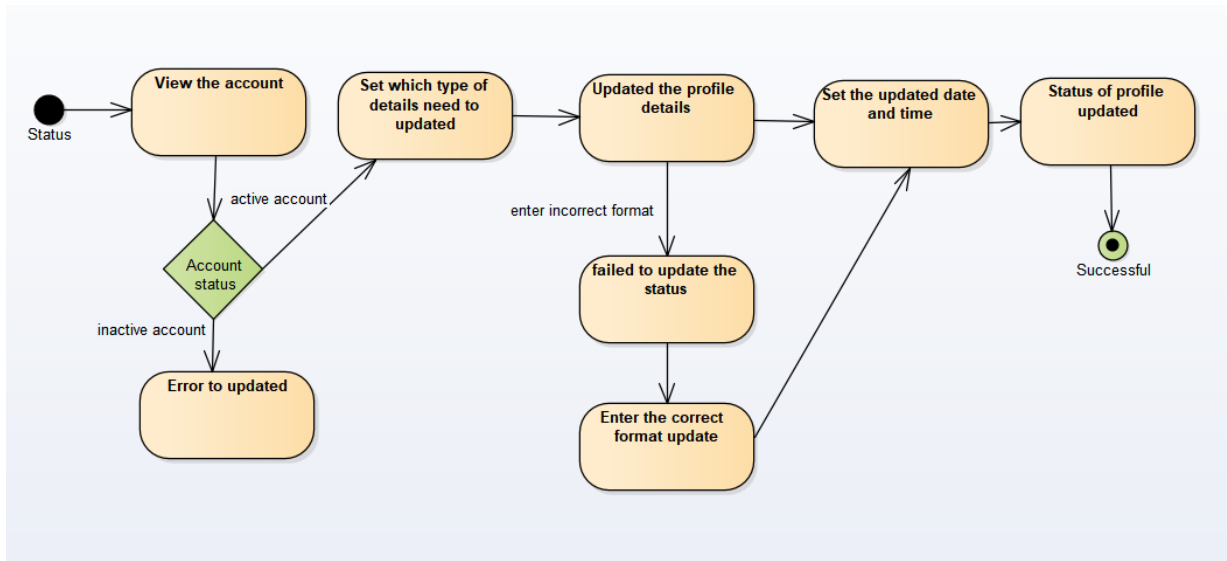 Status
View the account
Account
status
active account
inactive account
Error to updated
Set which type of
details need to
updated
Updated the profile
details
enter incorrect format
failed to update the
status
Enter the correct
format update
Set the updated date
and time
Status of profile
updated
Successful